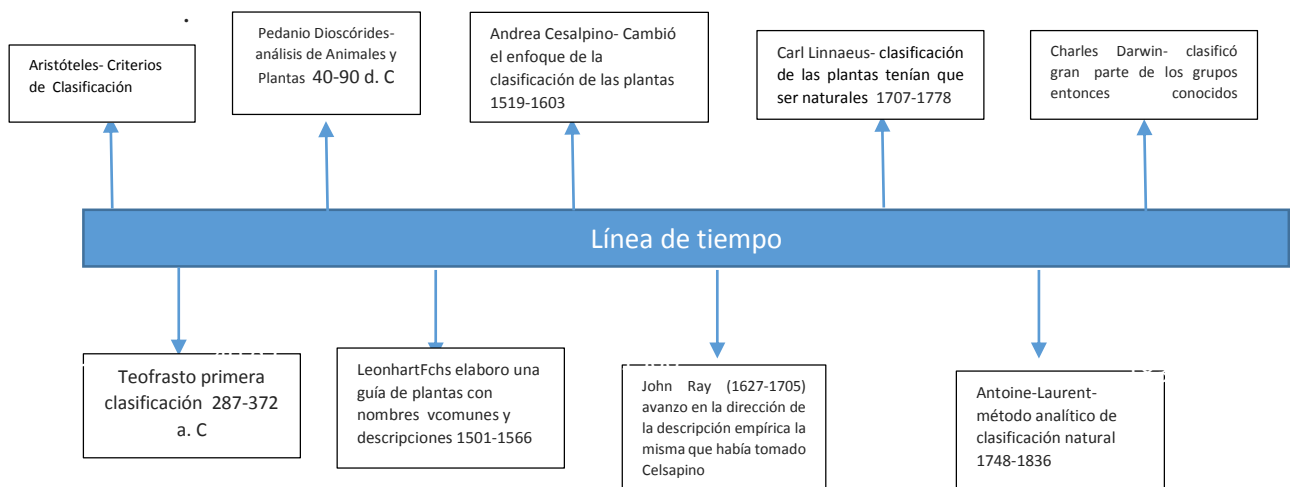 Aristóteles- Criterios
de Clasificación
Pedanio Dioscórides-
análisis de Animales y
Plantas 40-90 d. C
Andrea Cesalpino- Cambió
el enfoque de la
clasificación de las plantas
1519-1603
Carl Linnaeus- clasificación
de las plantas tenían que
ser naturales 1707-1778
Charles Darwin- clasificó
gran parte de los grupos
entonces conocidos
Línea de tiempo
Teofrasto primera
clasificación 287-372
a. C
LeonhartFchs elaboro una
guía de plantas con
nombres vcomunes y
descripciones 1501-1566
John Ray (1627-1705)
avanzo en la dirección de
la descripción empírica la
misma que había tomado
Celsapino
Antoine-Laurent-
método analítico de
clasificación natural
1748-1836